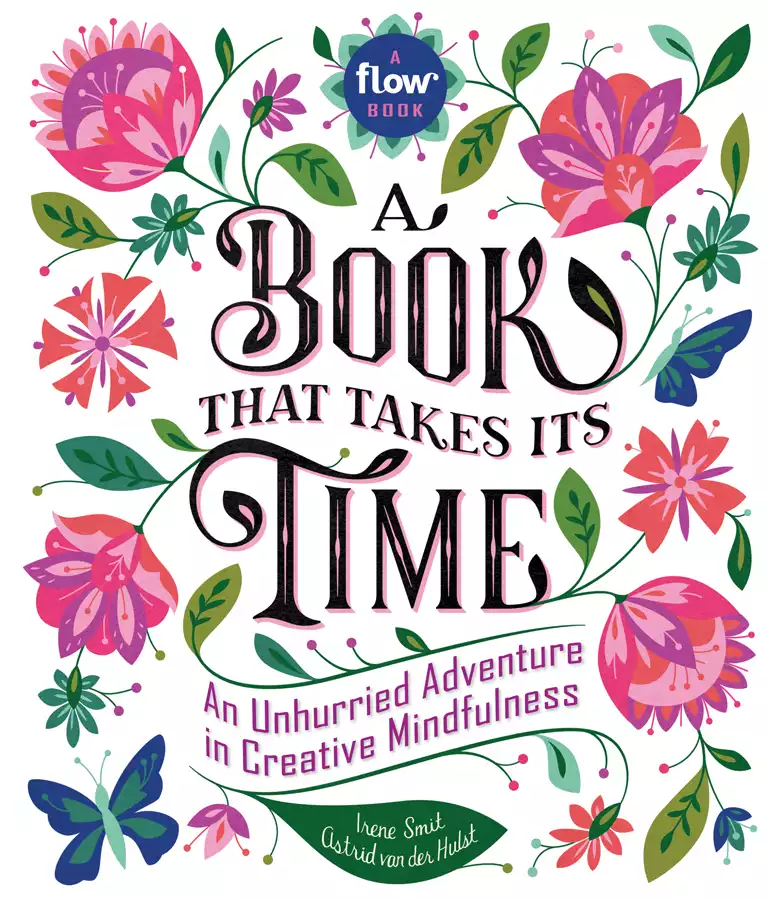 A
flow
BOOK
A
BOOK
THAT TAKES ITS
TIME
An Unhurried Adventure
in Creative Mindfulness
Irene Smit
Astrid van der Hulst